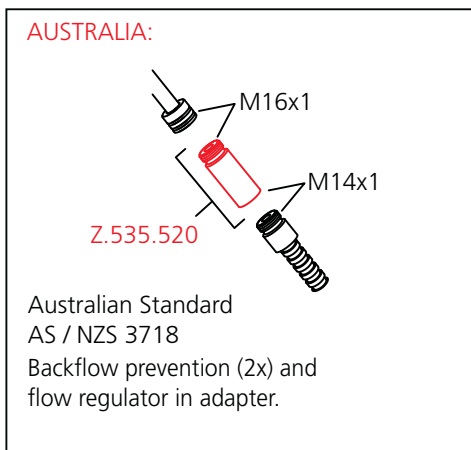 AUSTRALIA:
M16x1
M14x1
Z.535.520
Australian Standard
AS / NZS 3718
Backflow prevention (2x) and
flow regulator in adapter.